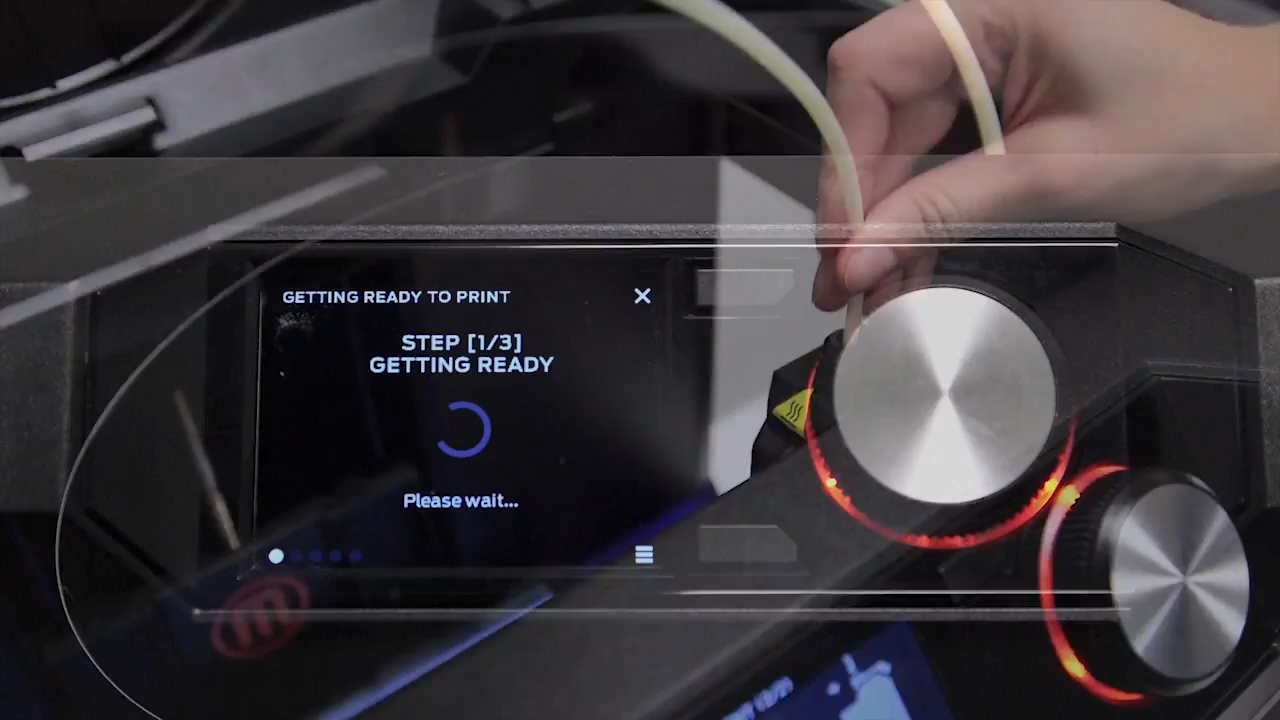 GETTING READY TO PRINT
STEP [1/3]
GETTING READY
Please wait...